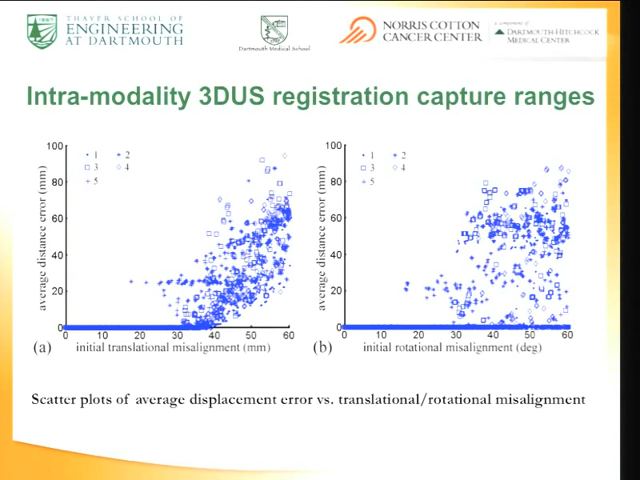 THAYER SCHOOL OF
ENGINEERING
AT DARTMOUTH
Dartmouth Medical School
NORRIS COTTON
CANCER CENTER
a component of
DARTMOUTH-HITCHCOCK
MEDICAL CENTER
Intra-modality 3DUS registration capture ranges
average distance error (mm)
100
80
60
40
20
0
1 2
3 4
5
0 10 20 30 40 50 60
(a) initial translational misalignment (mm)
average distance error (mm)
100
80
60
40
20
0
1 2
3 4
5
0 10 20 30 40 50 60
(b) initial rotational misalignment (deg)
Scatter plots of average displacement error vs. translational/rotational misalignment